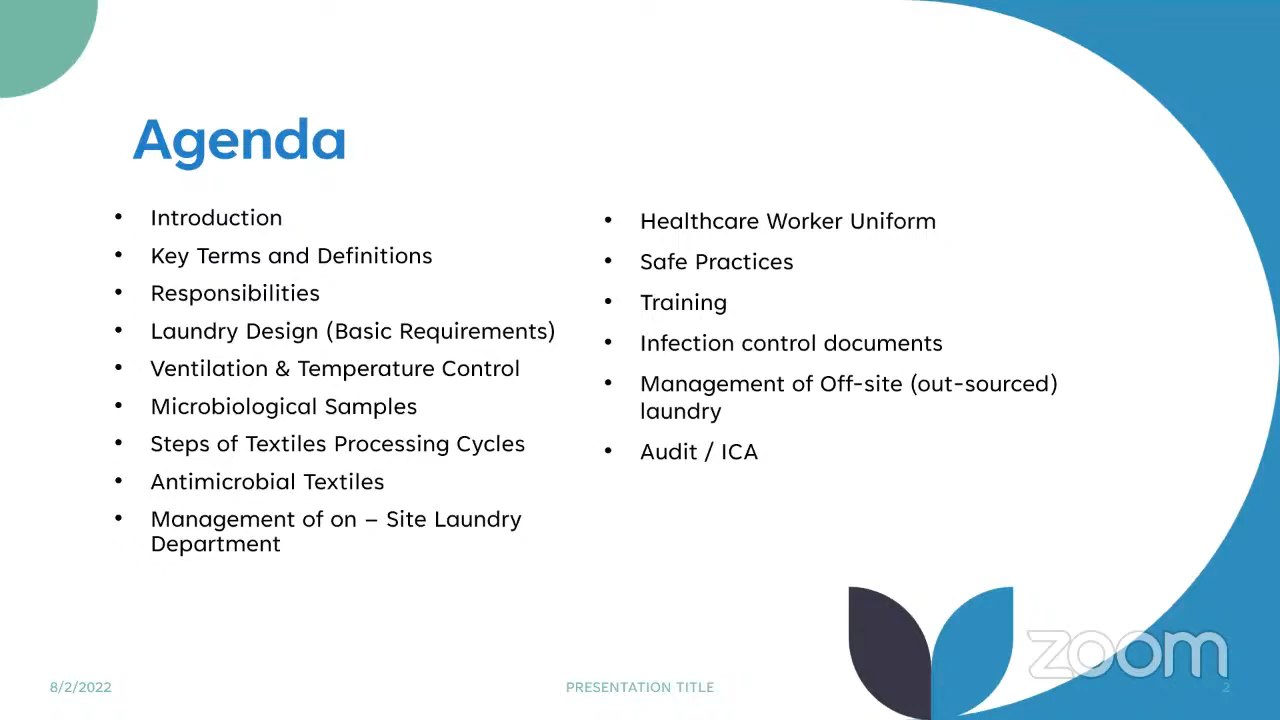 Agenda
• Introduction
• Key Terms and Definitions
• Responsibilities
• Laundry Design (Basic Requirements)
• Ventilation & Temperature Control
• Microbiological Samples
• Steps of Textiles Processing Cycles
• Antimicrobial Textiles
• Management of on – Site Laundry
Department
• Healthcare Worker Uniform
• Safe Practices
• Training
• Infection control documents
• Management of Off-site (out-sourced)
laundry
• Audit / ICA
8/2/2022
PRESENTATION TITLE
zoom
2